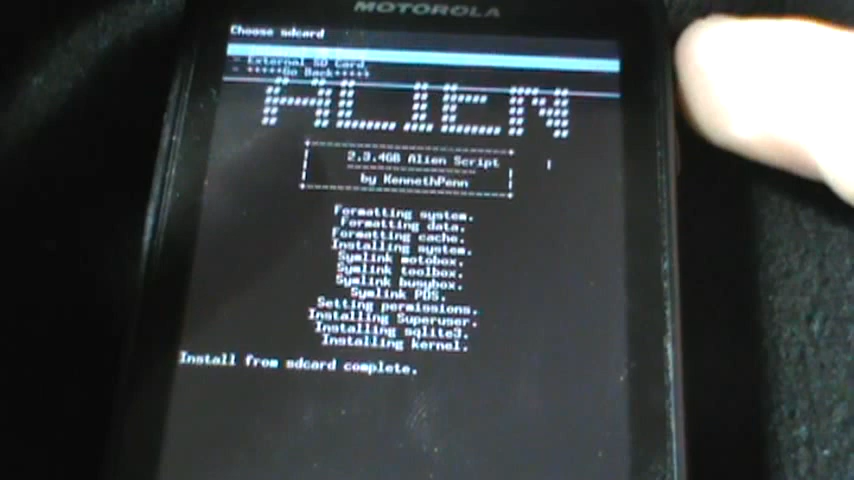 MOTOROLA
Choose sdcard
- External SD Card
- *****Go Back*****
ALIEN
2.3.4GB Alien Script
by KennethPenn
Formatting system.
Formatting data.
Formatting cache.
Installing system.
Symlink motobox.
Symlink toolbox.
Symlink busybox.
Symlink PDS.
Setting permissions.
Installing Superuser.
Installing sqlite3.
Installing kernel.
Install from sdcard complete.